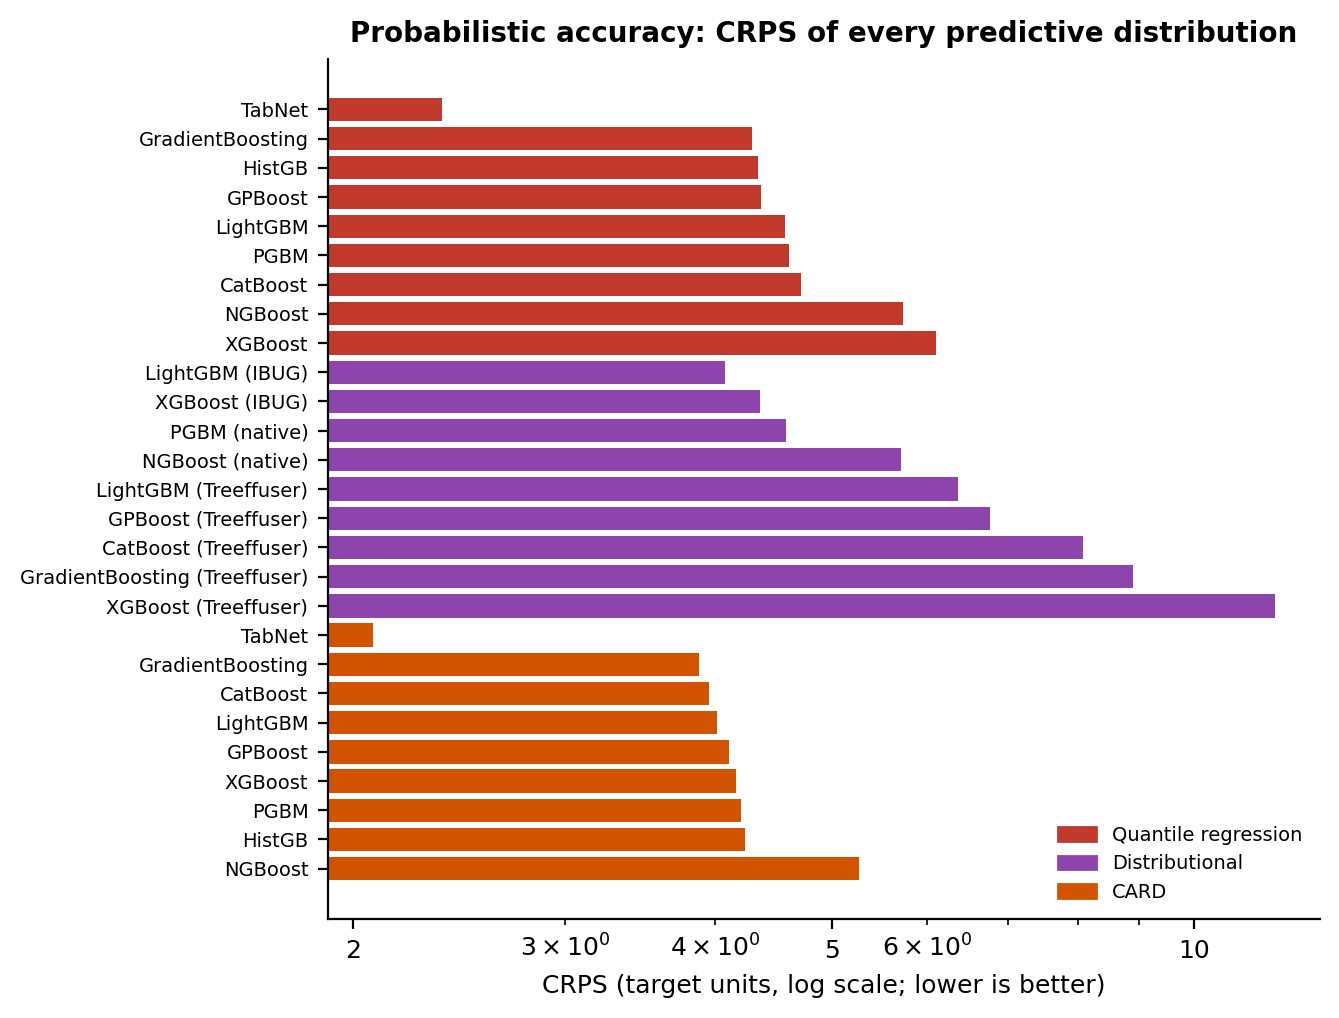 Probabilistic accuracy: CRPS of every predictive distribution
TabNet
GradientBoosting
HistGB
GPBoost
LightGBM
PGBM
CatBoost
NGBoost
XGBoost
LightGBM (IBUG)
XGBoost (IBUG)
PGBM (native)
NGBoost (native)
LightGBM (Treeffuser)
GPBoost (Treeffuser)
CatBoost (Treeffuser)
GradientBoosting (Treeffuser)
XGBoost (Treeffuser)
TabNet
GradientBoosting
CatBoost
LightGBM
GPBoost
XGBoost
PGBM
HistGB
NGBoost
Quantile regression
Distributional
CARD
2 3 × 10⁰ 4 × 10⁰ 5 6 × 10⁰ 10
CRPS (target units, log scale; lower is better)